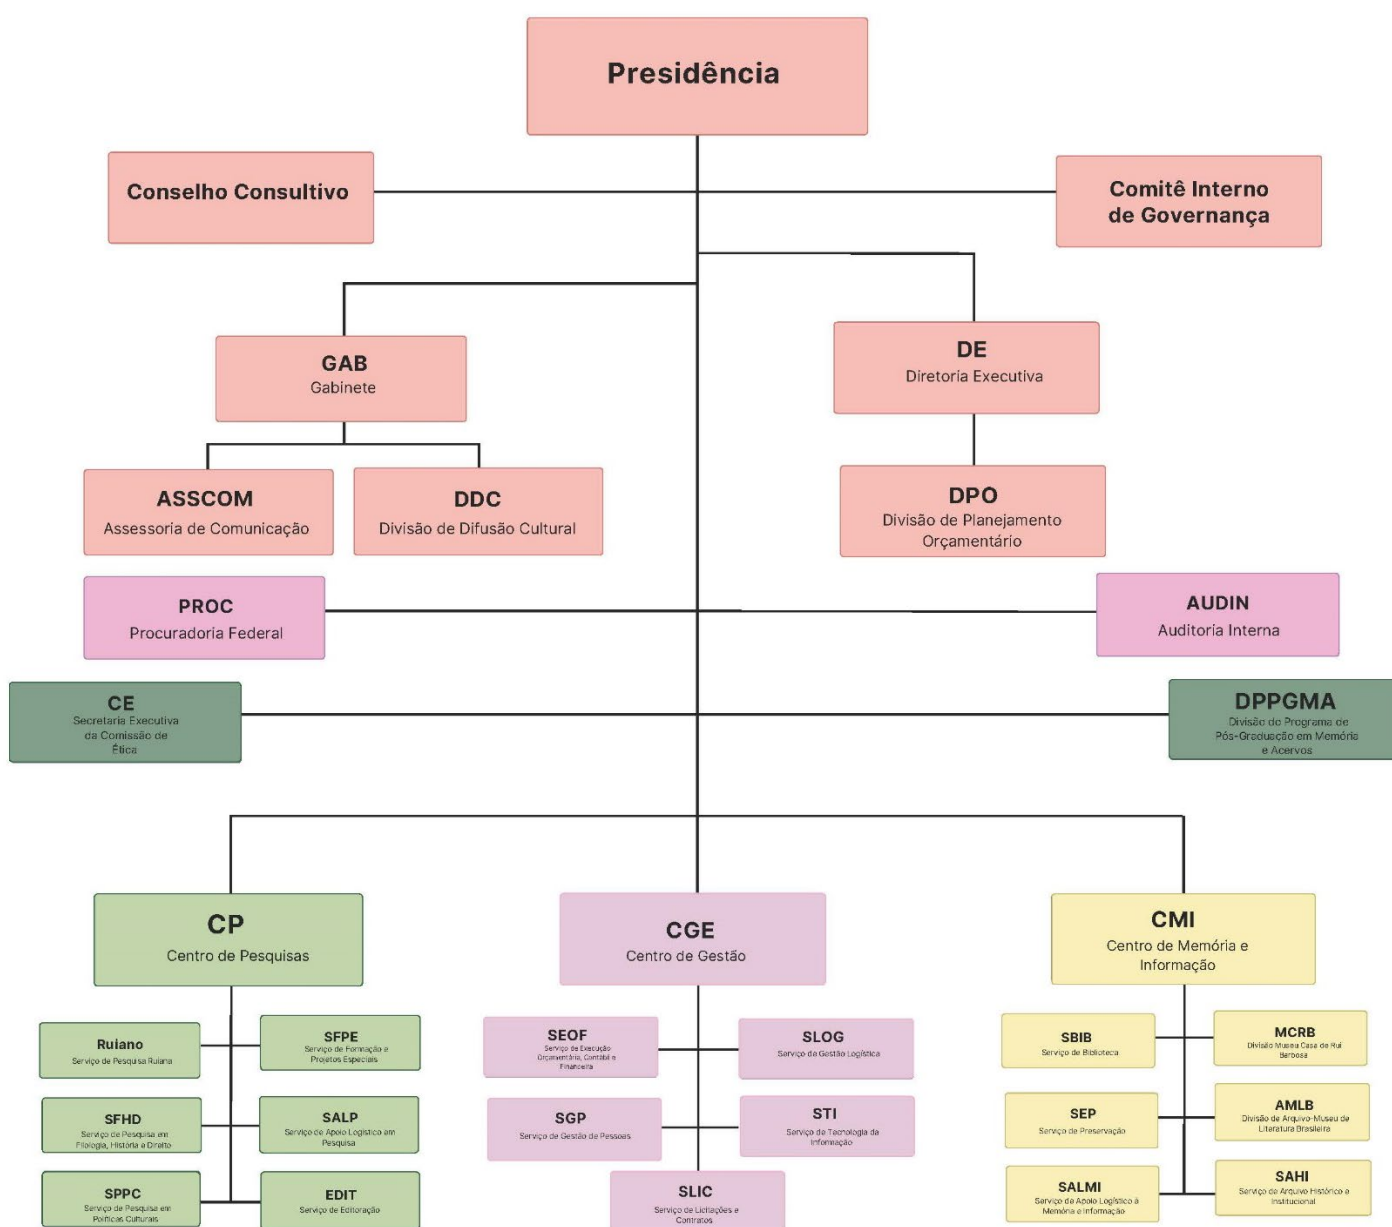 Presidência
Conselho Consultivo
Comitê Interno
de Governança
GAB
Gabinete
DE
Diretoria Executiva
ASSCOM
Assessoria de Comunicação
DDC
Divisão de Difusão Cultural
DPO
Divisão de Planejamento
Orçamentário
PROC
Procuradoria Federal
AUDIN
Auditoria Interna
CE
Secretaria Executiva
da Comissão de
Ética
DPPGMA
Divisão do Programa de
Pós-Graduação em Memória
e Acervos
CP
Centro de Pesquisas
CGE
Centro de Gestão
CMI
Centro de Memória e
Informação
Ruiano
Serviço de Pesquisa Ruiana
SFPE
Serviço de Formação e
Projetos Especiais
SFHD
Serviço de Pesquisa em
Filologia, História e Direito
SALP
Serviço de Apoio Logístico em
Pesquisa
SPPC
Serviço de Pesquisa em
Políticas Culturais
EDIT
Serviço de Editoração
SEOF
Serviço de Execução
Orçamentária, Contábil e
Financeira
SLOG
Serviço de Gestão Logística
SGP
Serviço de Gestão de Pessoas
STI
Serviço de Tecnologia da
Informação
SLIC
Serviço de Licitações e
Contratos
SBIB
Serviço de Biblioteca
MCRB
Divisão Museu Casa de Rui
Barbosa
SEP
Serviço de Preservação
AMLB
Divisão de Arquivo-Museu de
Literatura Brasileira
SALMI
Serviço de Apoio Logístico à
Memória e Informação
SAHI
Serviço de Arquivo Histórico e
Institucional